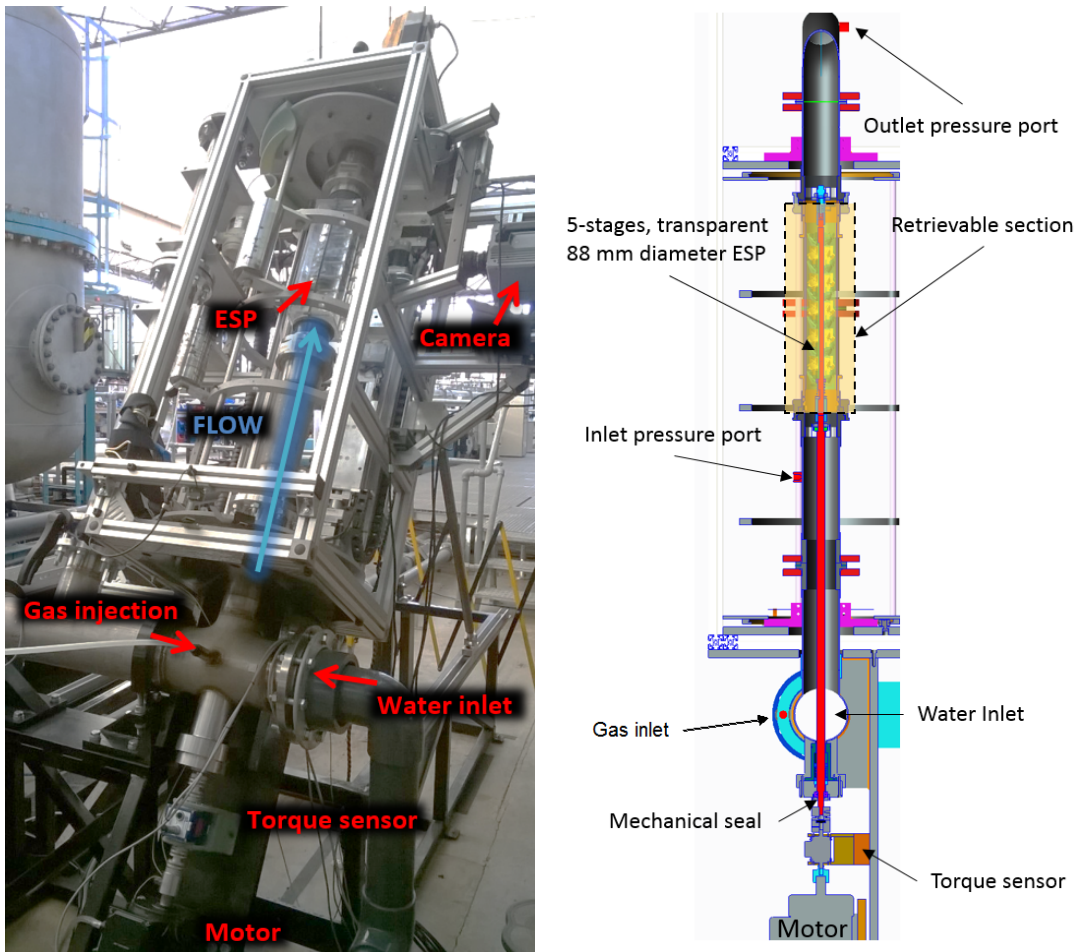 ESP
Camera
FLOW
Gas injection
Water inlet
Torque sensor
Motor
Outlet pressure port
5-stages, transparent
88 mm diameter ESP
Retrievable section
Inlet pressure port
Gas inlet
Water Inlet
Mechanical seal
Torque sensor
Motor